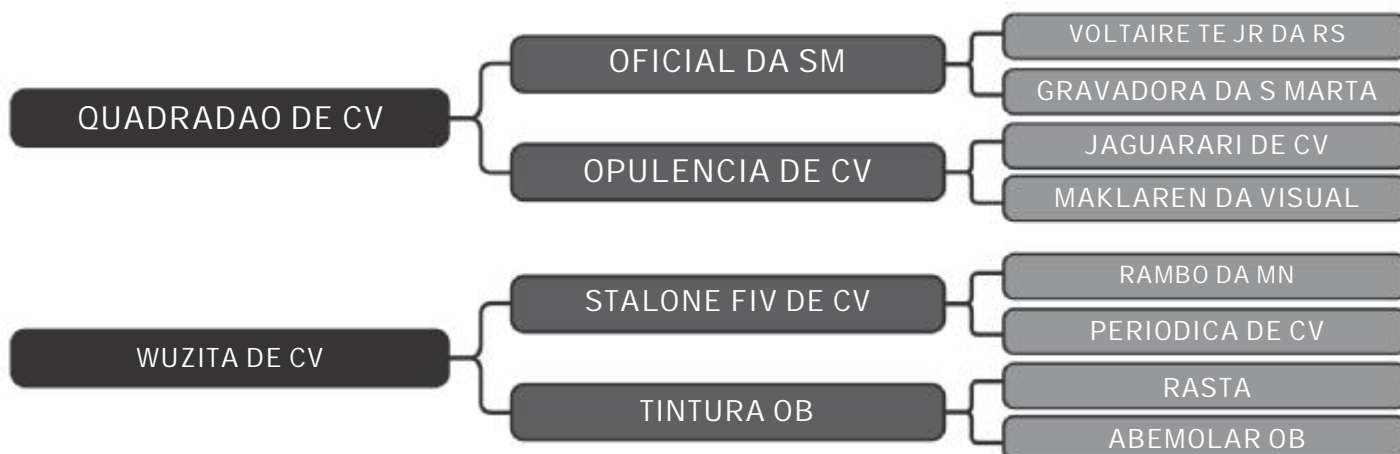 QUADRADAO DE CV
OFICIAL DA SM
VOLTAIRE TE JR DA RS
GRAVADORA DA S MARTA
OPULENCIA DE CV
JAGUARARI DE CV
MAKLAREN DA VISUAL
WUZITA DE CV
STALONE FIV DE CV
RAMBO DA MN
PERIODICA DE CV
TINTURA OB
RASTA
ABEMOLAR OB